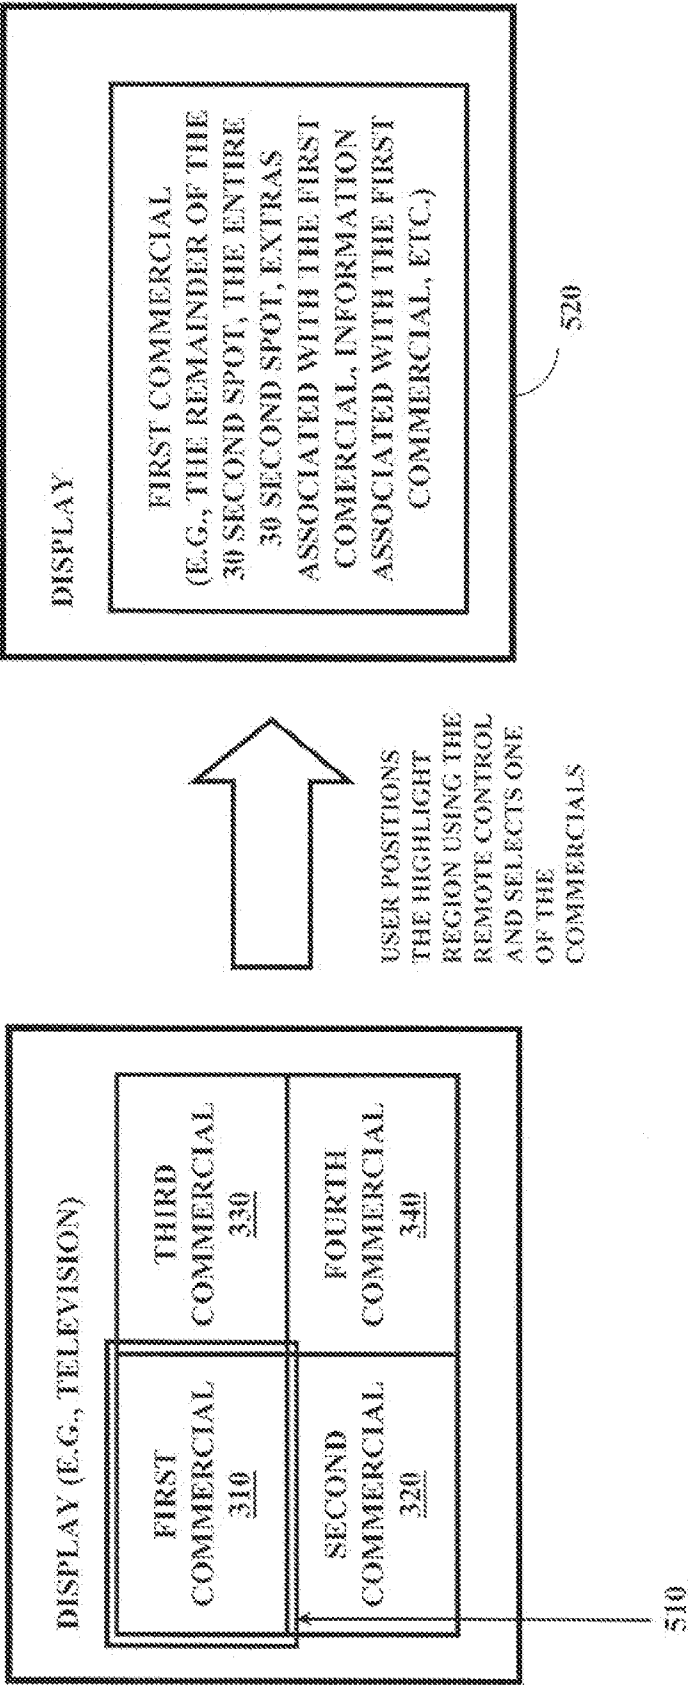 DISPLAY (E.G., TELEVISION)
FIRST
COMMERCIAL
310
THIRD
COMMERCIAL
330
SECOND
COMMERCIAL
320
FOURTH
COMMERCIAL
340
510
USER POSITIONS
THE HIGHLIGHT
REGION USING THE
REMOTE CONTROL
AND SELECTS ONE
OF THE
COMMERCIALS
DISPLAY
FIRST COMMERCIAL
(E.G., THE REMAINDER OF THE
30 SECOND SPOT, THE ENTIRE
30 SECOND SPOT, EXTRAS
ASSOCIATED WITH THE FIRST
COMERCIAL, INFORMATION
ASSOCIATED WITH THE FIRST
COMMERCIAL, ETC.)
520